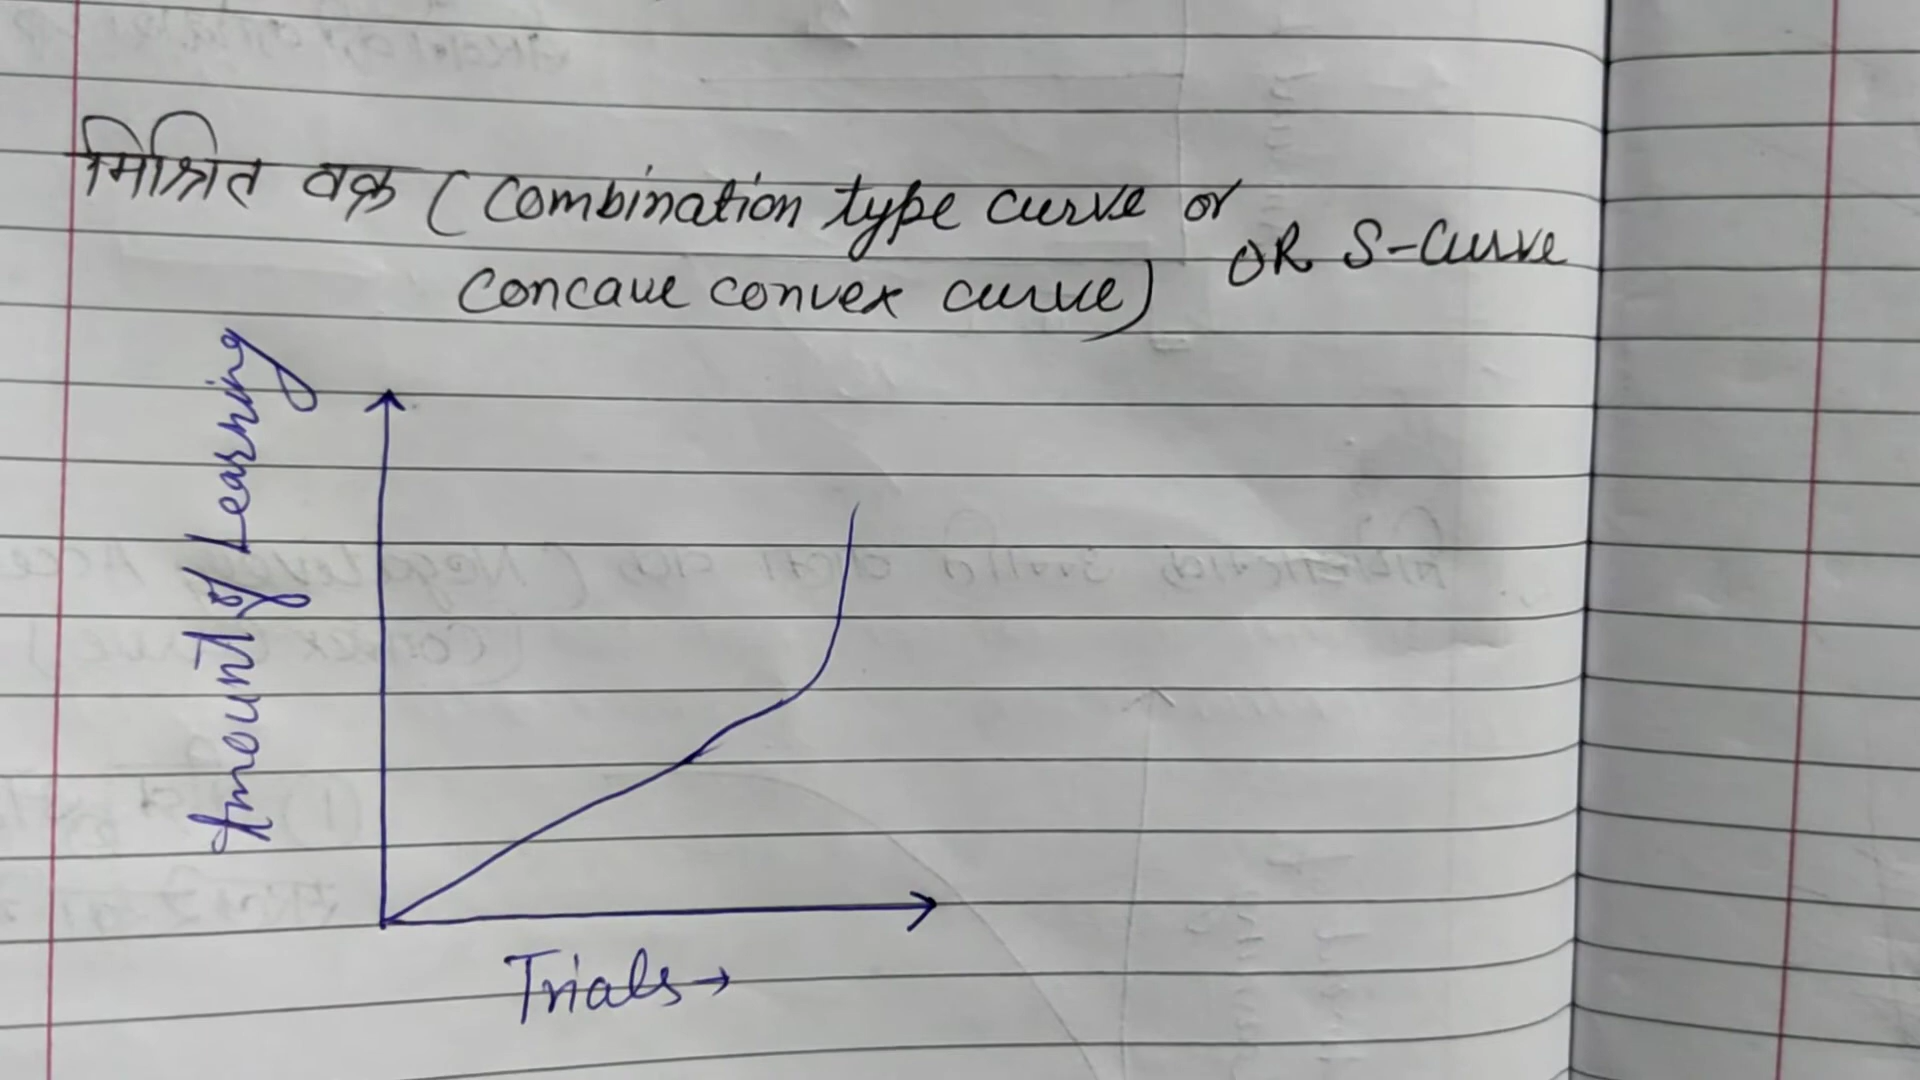 मिश्रित वक्र (Combination type curve or
Concave convex curve) OR S-Curve
Amount of Learning
Trials→